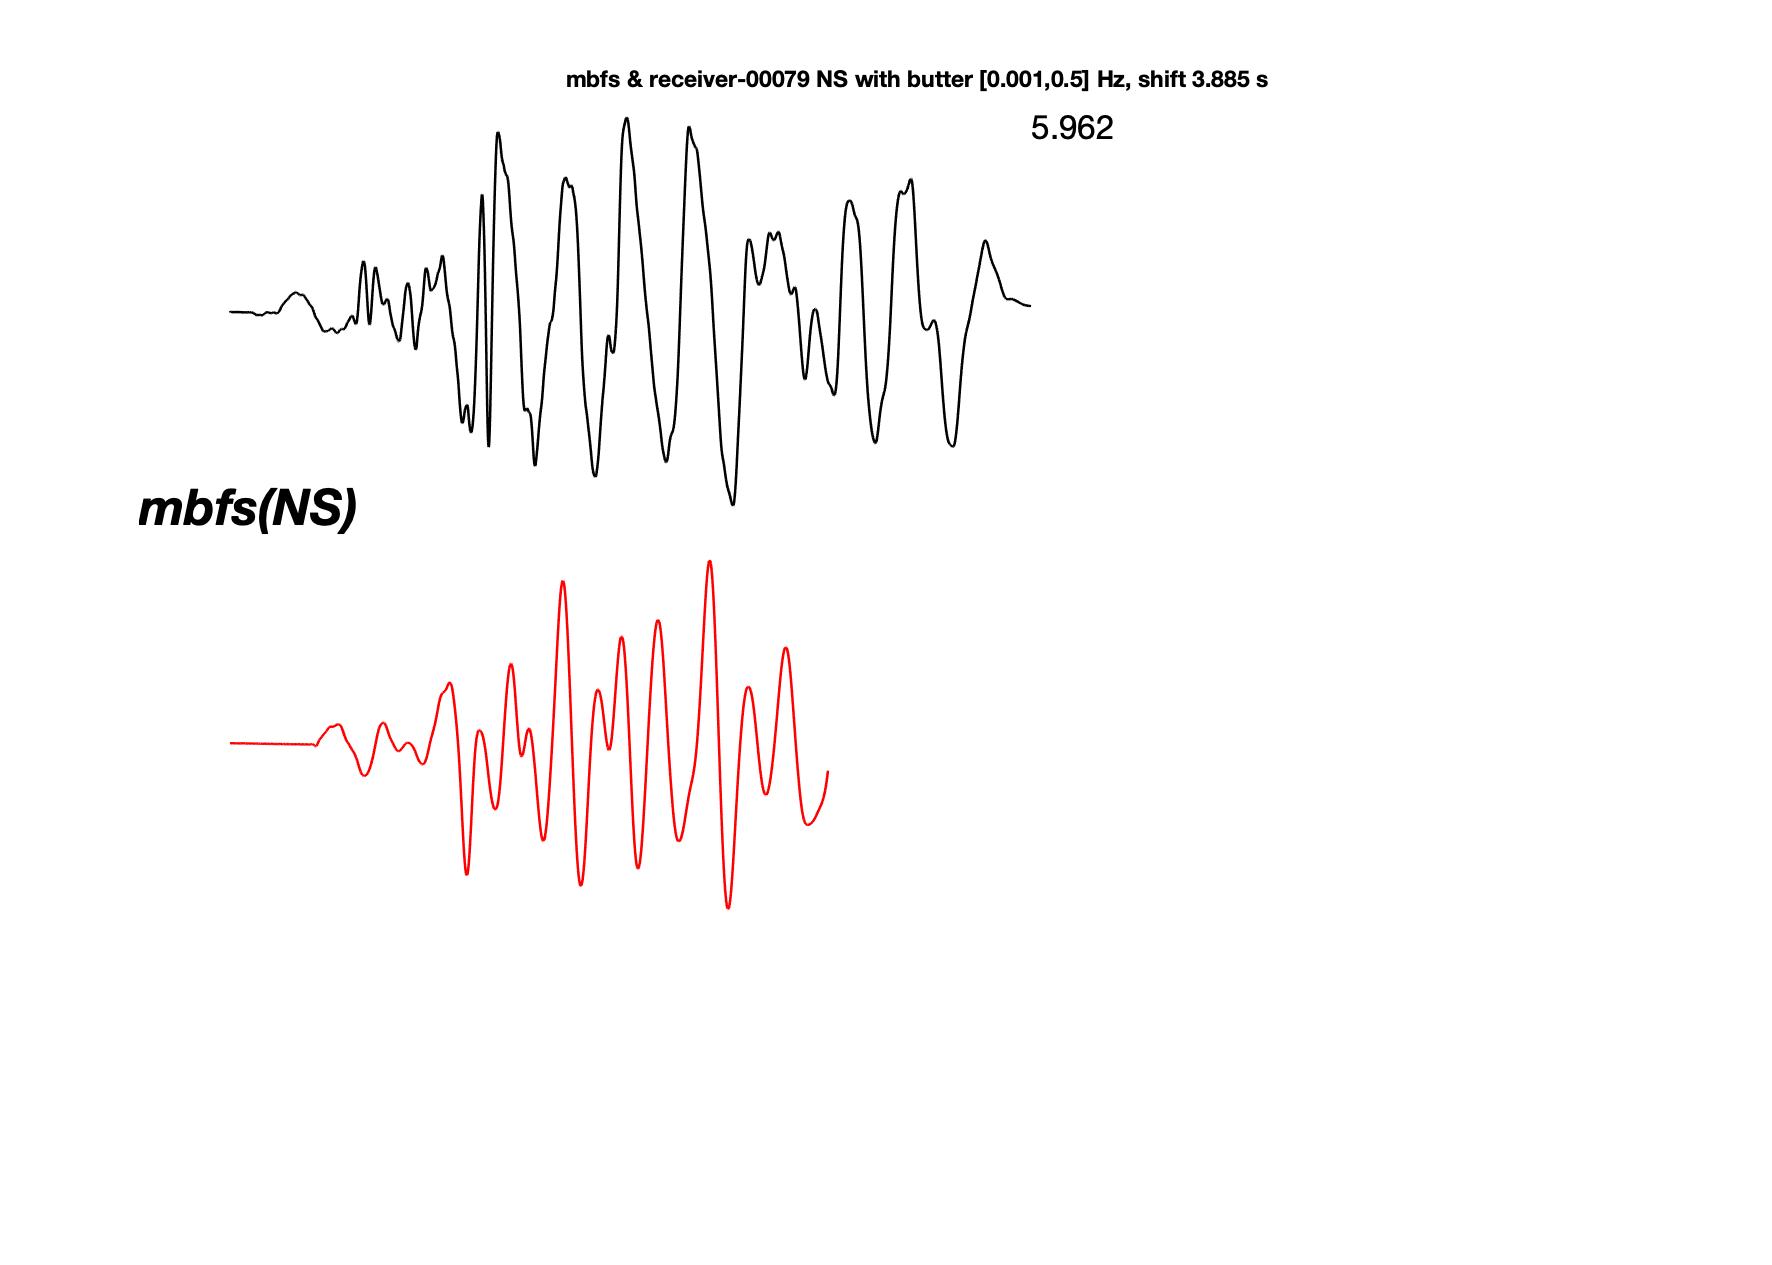 mbfs & receiver-00079 NS with butter [0.001,0.5] Hz, shift 3.885 s
5.962
mbfs(NS)